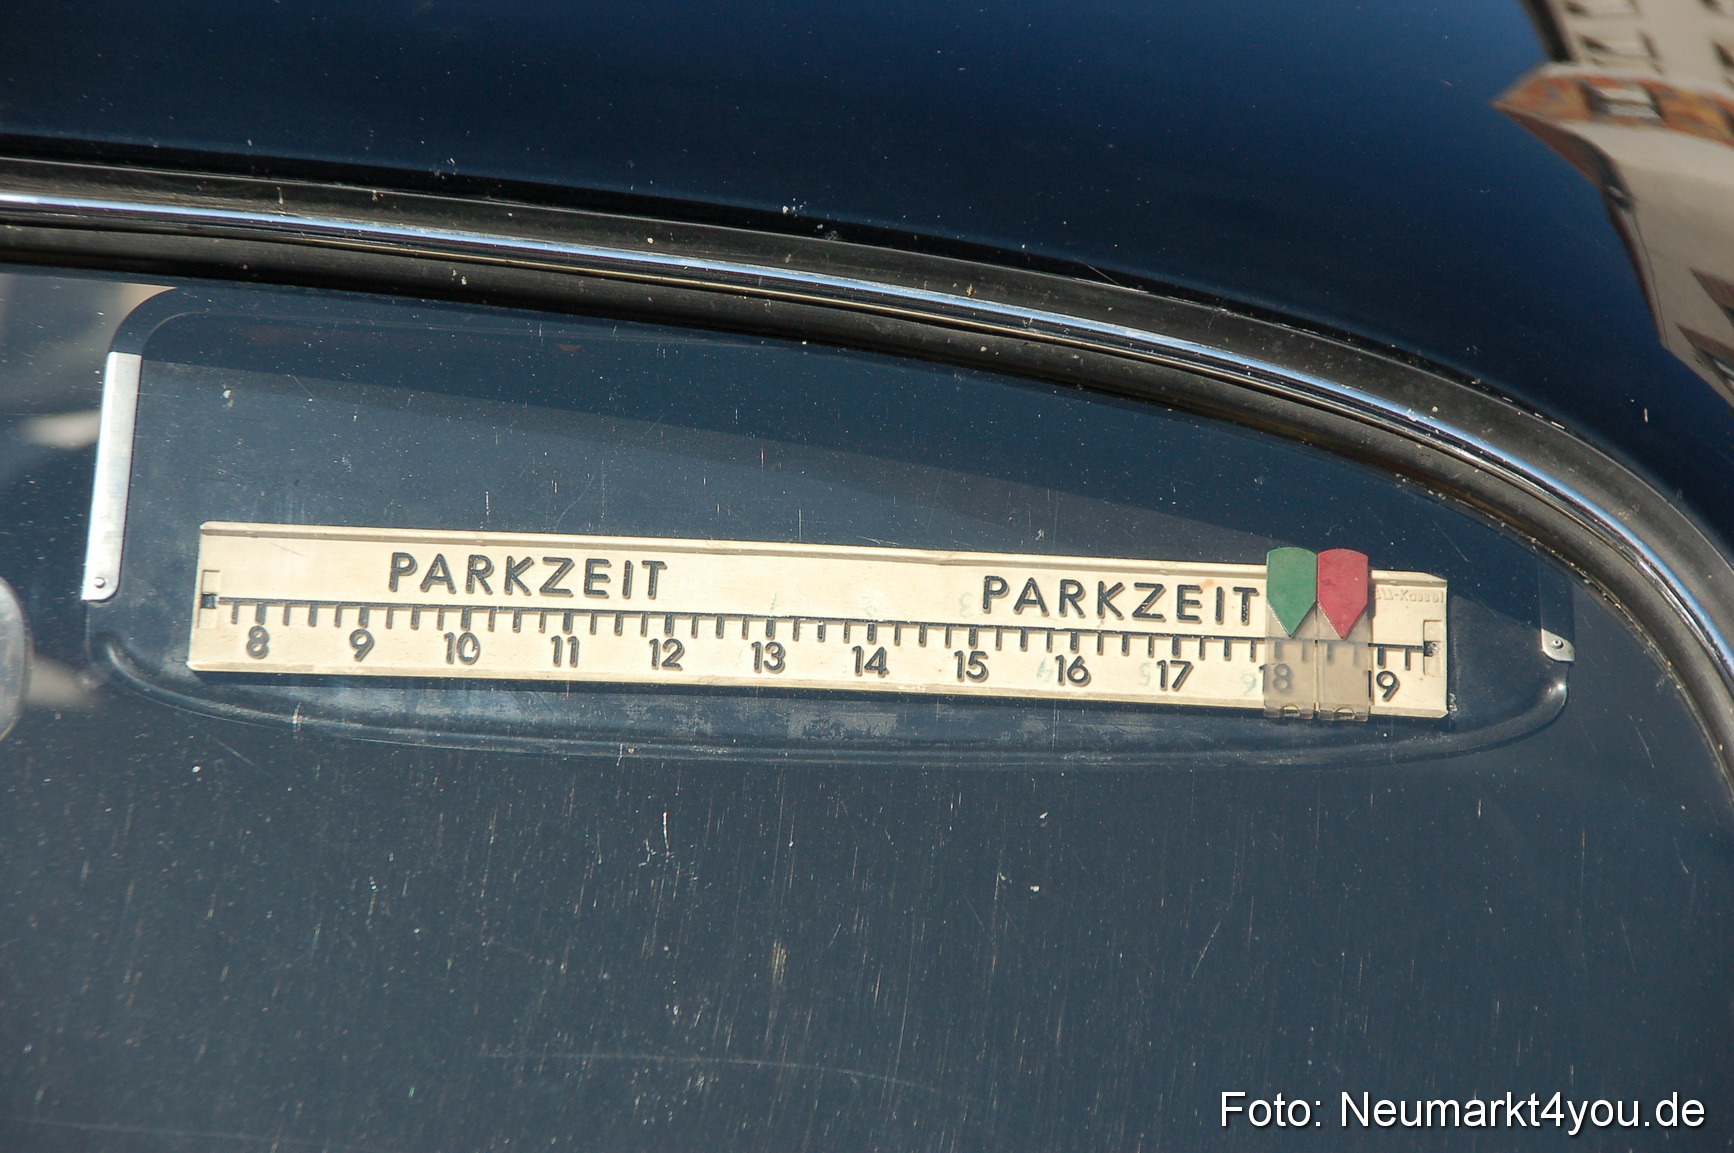 PARKZEIT PARKZEIT
8 9 10 11 12 13 14 15 16 17 18 19
Foto: Neumarkt4you.de